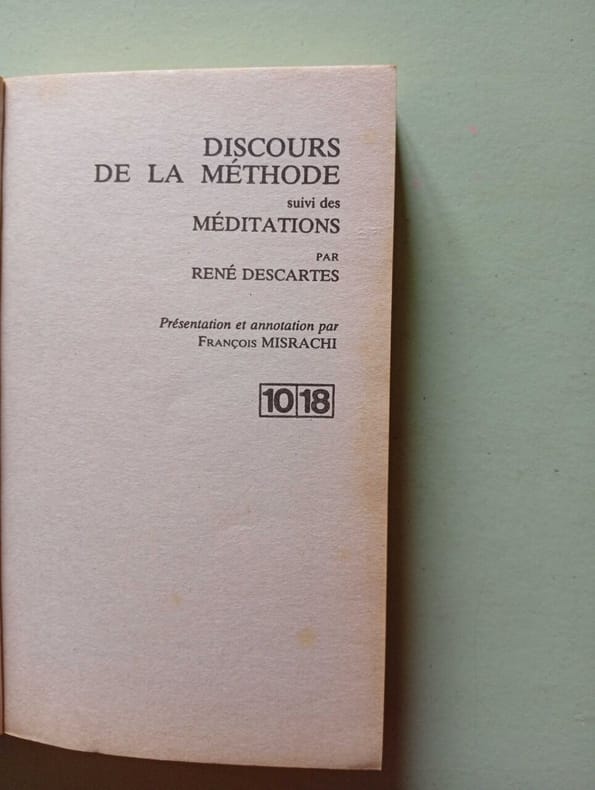 DISCOURS
DE LA MÉTHODE
suivi des
MÉDITATIONS
PAR
RENÉ DESCARTES
Présentation et annotation par
FRANÇOIS MISRACHI
10|18